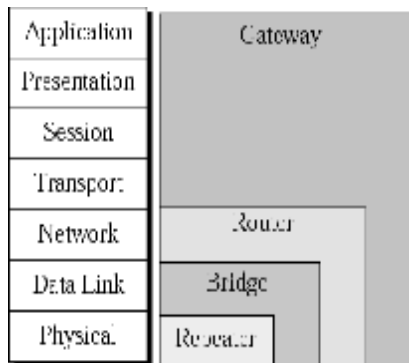 Application
Gateway
Presentation
Session
Transport
Network
Router
Data Link
Bridge
Physical
Repeater